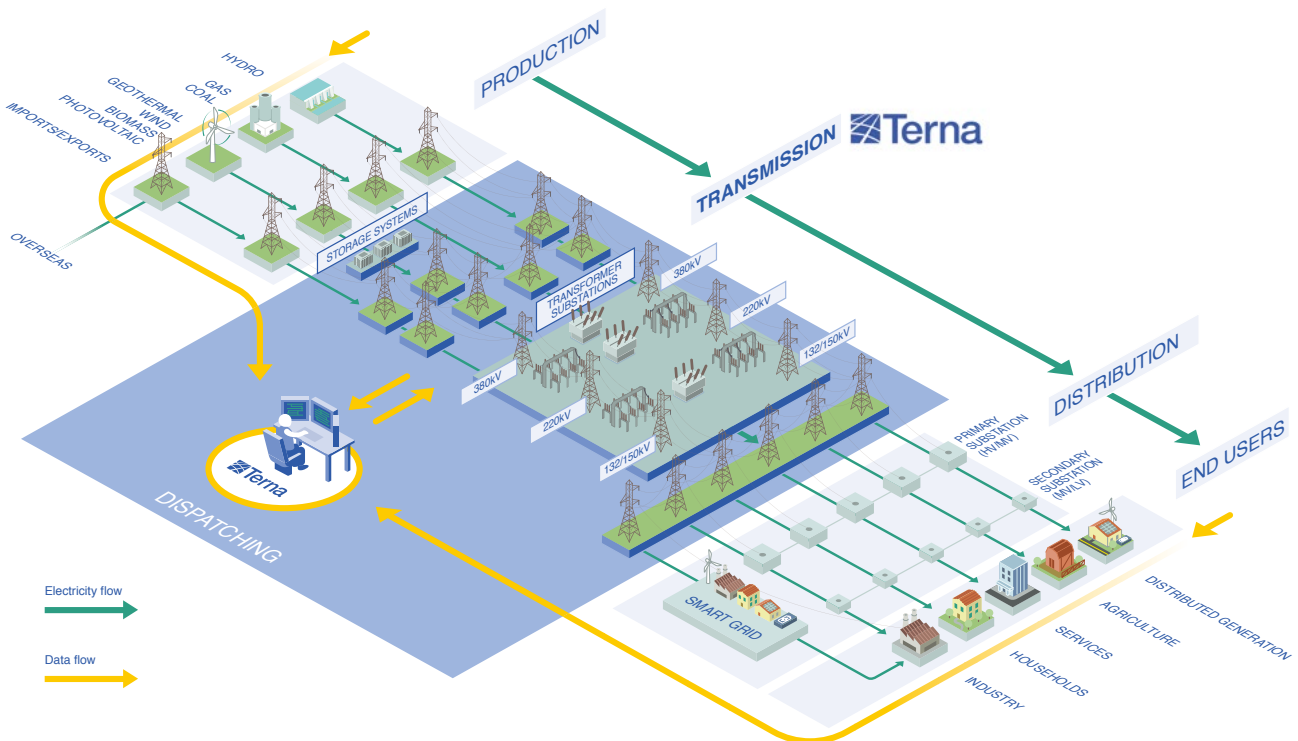 PRODUCTION
TRANSMISSION
Terna
DISTRIBUTION
END USERS
HYDRO
GAS
COAL
GEOTHERMAL
WIND
BIOMASS
PHOTOVOLTAIC
IMPORTS/EXPORTS
OVERSEAS
STORAGE SYSTEMS
TRANSFORMER
SUBSTATIONS
380kV
220kV
132/150kV
380kV
220kV
132/150kV
PRIMARY
SUBSTATION
(HV/MV)
SECONDARY
SUBSTATION
(MV/LV)
Terna
DISPATCHING
SMART GRID
DISTRIBUTED GENERATION
AGRICULTURE
SERVICES
HOUSEHOLDS
INDUSTRY
Electricity flow
Data flow